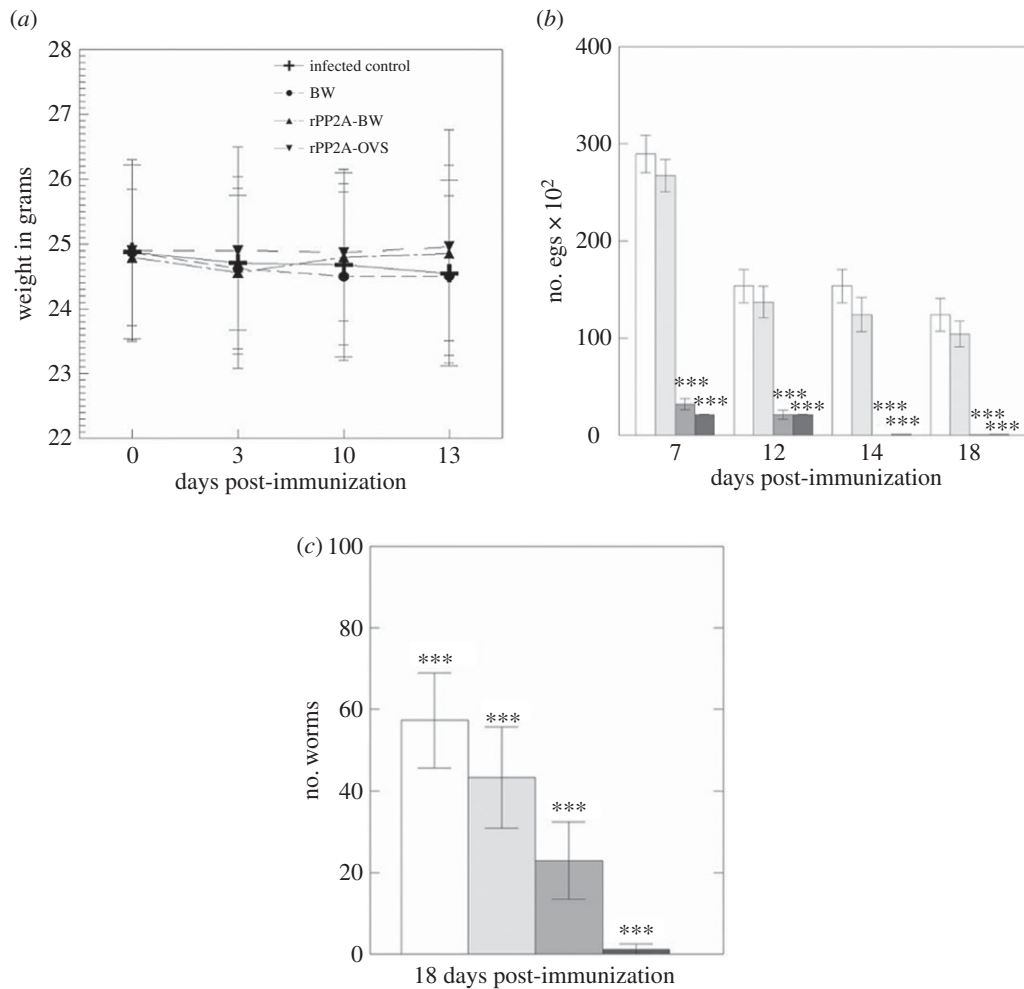 (a)
28
27
26
25
24
23
22
weight in grams
infected control
BW
rPP2A-BW
rPP2A-OVS
0 3 10 13
days post-immunization
(b)
400
300
200
100
0
no. egs × 10²
***
***
***
***
***
***
***
***
7 12 14 18
days post-immunization
(c)
100
80
60
40
20
0
no. worms
***
***
***
***
18 days post-immunization